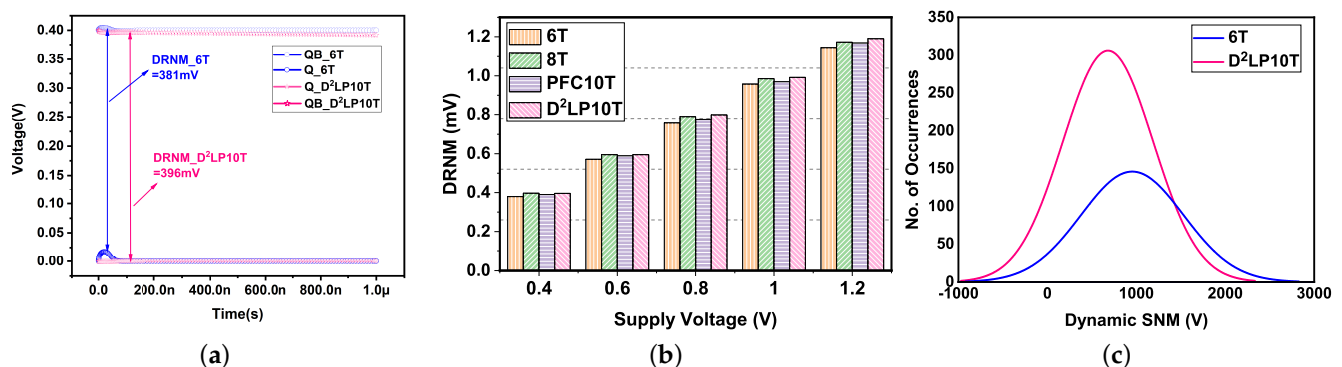 0.40
0.35
0.30
0.25
0.20
0.15
0.10
0.05
0.00
Voltage(V)
DRNM_6T
=381mV
DRNM_D²LP10T
=396mV
QB_6T
Q_6T
Q_D²LP10T
QB_D²LP10T
0.0 200.0n 400.0n 600.0n 800.0n 1.0μ
Time(s)
(a)
1.2
1.0
0.8
0.6
0.4
0.2
0.0
DRNM (mV)
6T
8T
PFC10T
D²LP10T
0.4 0.6 0.8 1 1.2
Supply Voltage (V)
(b)
350
300
250
200
150
100
50
0
No. of Occurrences
6T
D²LP10T
-1000 0 1000 2000 3000
Dynamic SNM (V)
(c)